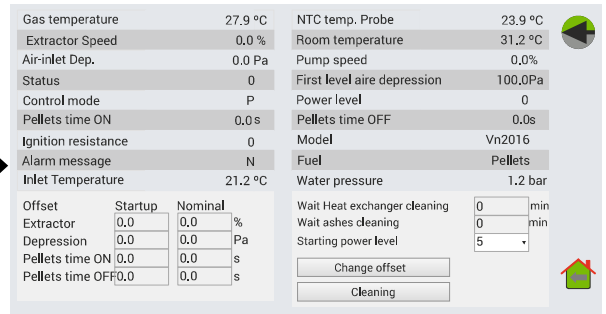 Gas temperature 27.9 ºC
Extractor Speed 0.0 %
Air-inlet Dep. 0.0 Pa
Status 0
Control mode P
Pellets time ON 0.0 s
Ignition resistance 0
Alarm message N
Inlet Temperature 21.2 ºC
Offset Startup Nominal
Extractor 0.0 0.0 %
Depression 0.0 0.0 Pa
Pellets time ON 0.0 0.0 s
Pellets time OFF 0.0 0.0 s
NTC temp. Probe 23.9 ºC
Room temperature 31.2 ºC
Pump speed 0.0%
First level aire depression 100.0Pa
Power level 0
Pellets time OFF 0.0s
Model Vn2016
Fuel Pellets
Water pressure 1.2 bar
Wait Heat exchanger cleaning 0 min
Wait ashes cleaning 0 min
Starting power level 5
Change offset
Cleaning